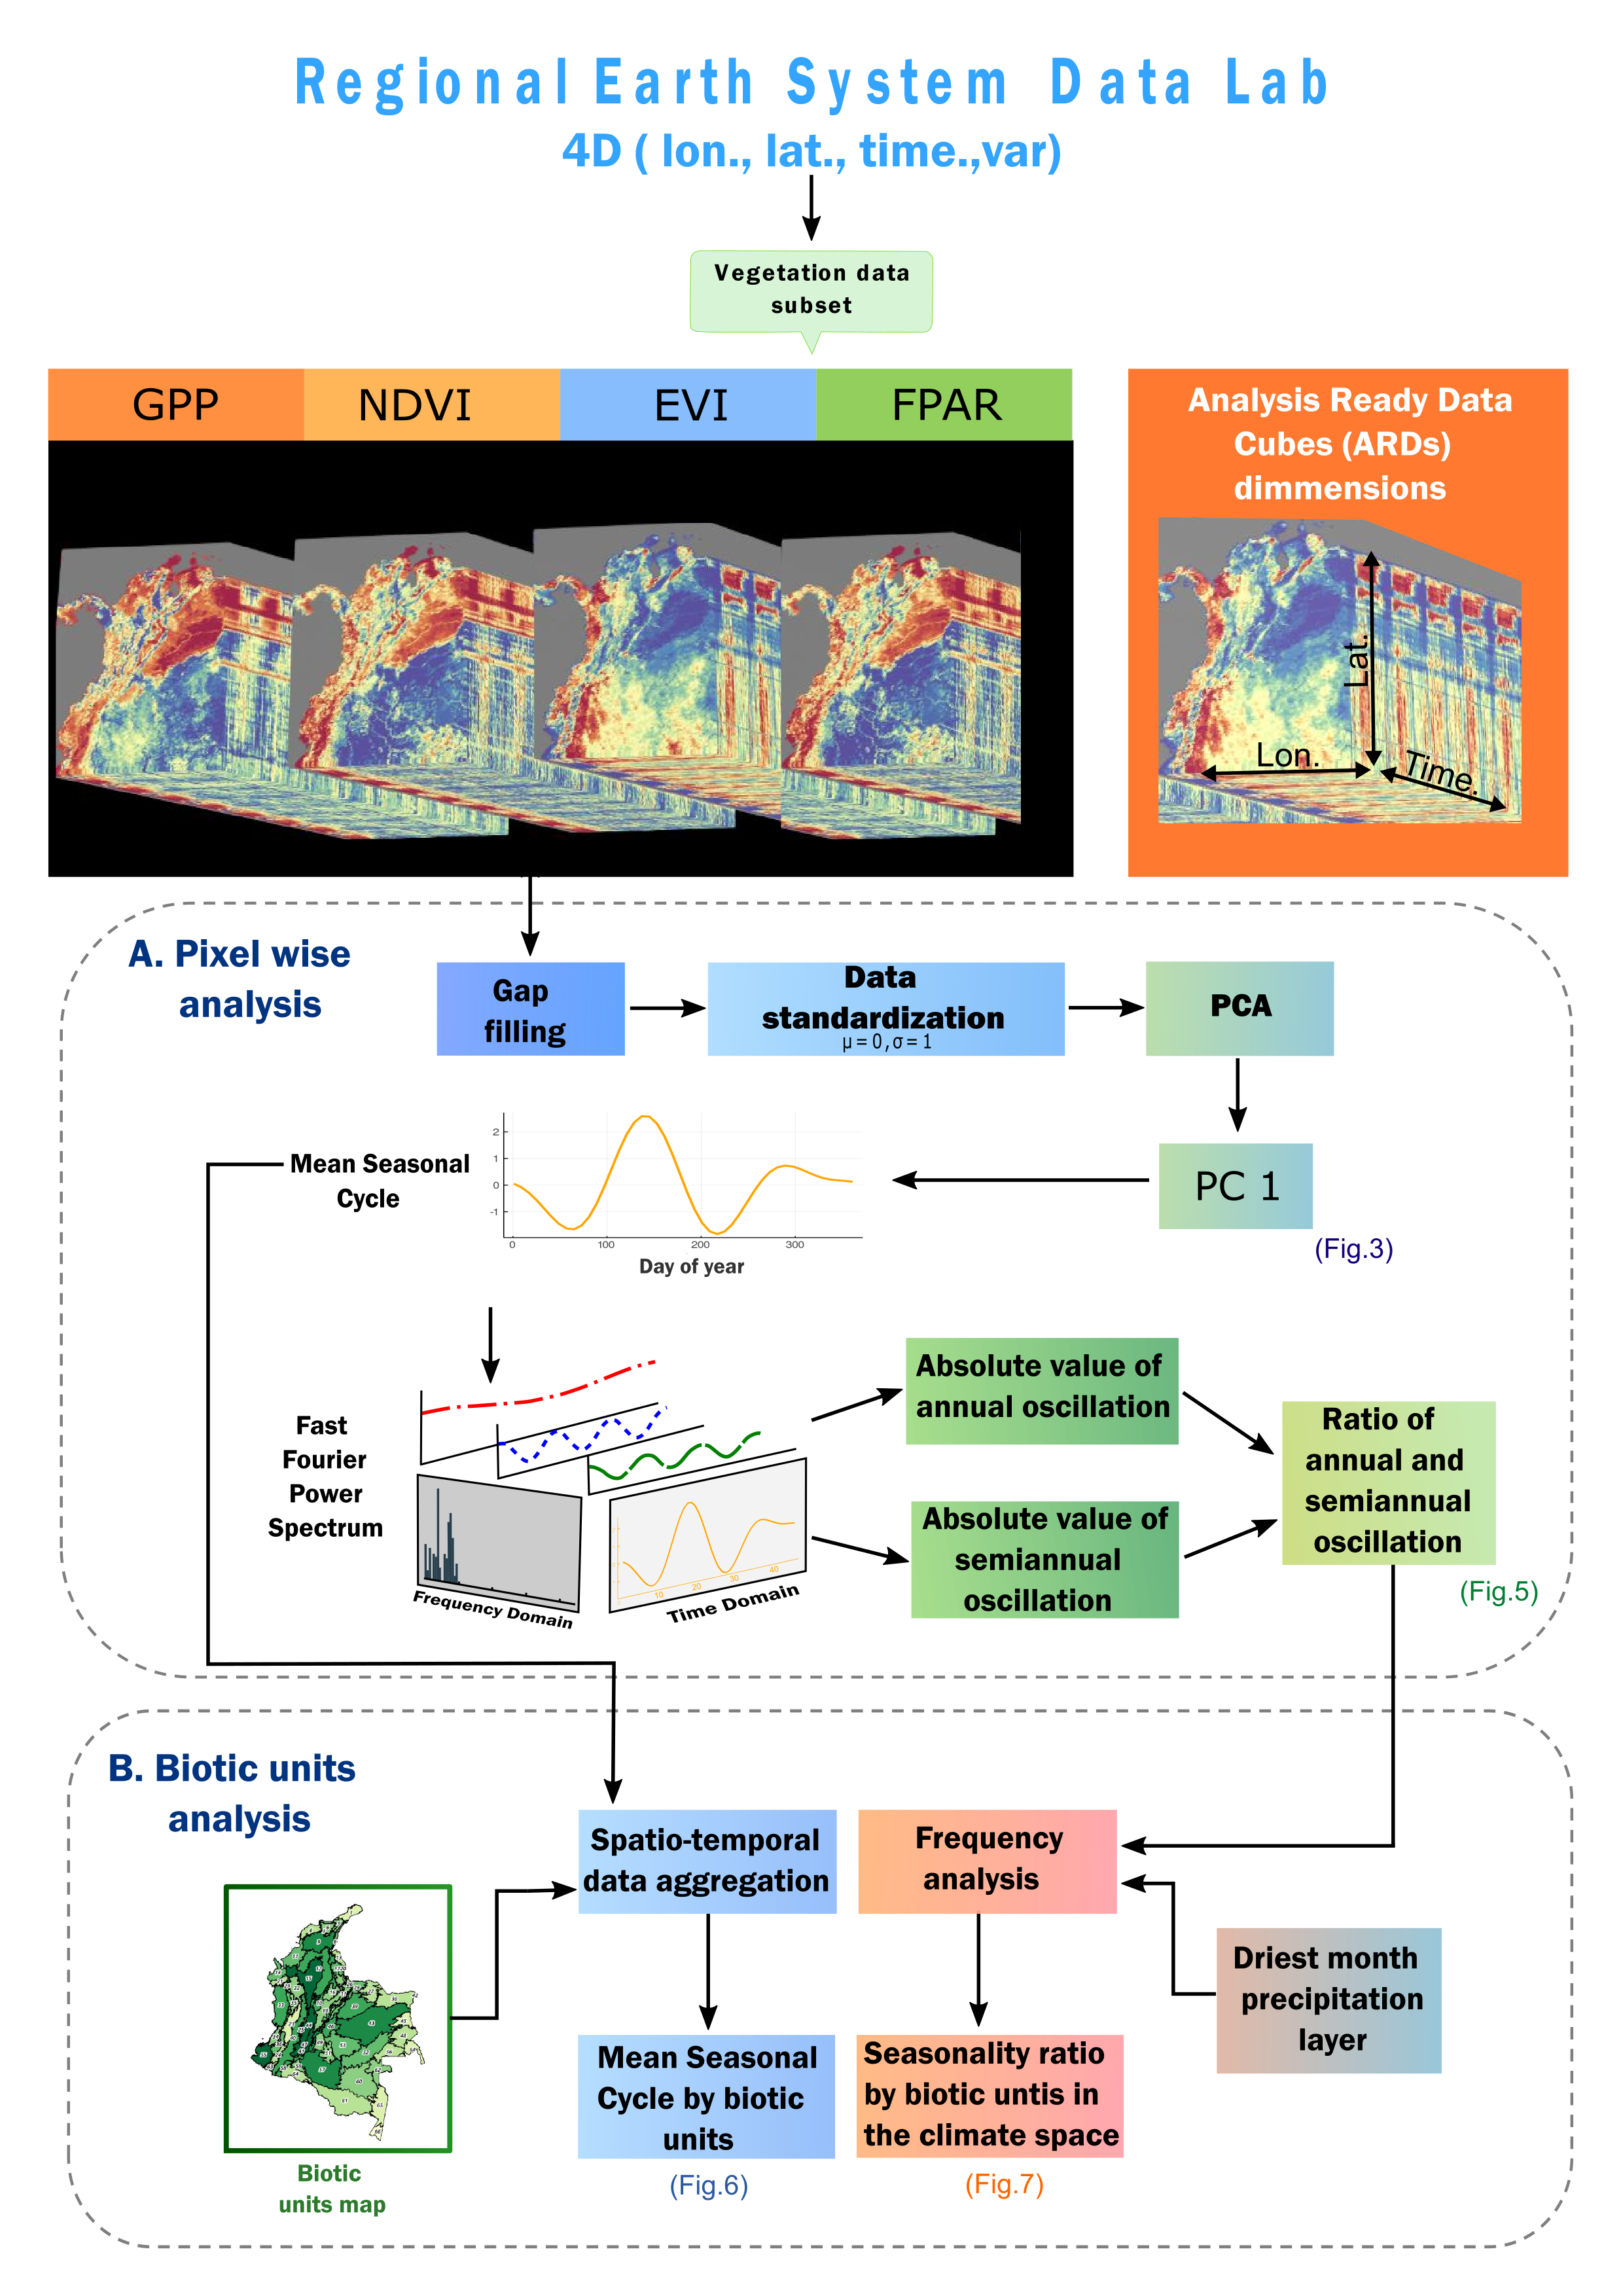 Regional Earth System Data Lab
4D ( lon., lat., time.,var)
Vegetation data
subset
GPP
NDVI
EVI
FPAR
Analysis Ready Data
Cubes (ARDs)
dimmensions
Lat.
Lon.
Time.
A. Pixel wise
analysis
Gap
filling
Data
standardization
μ=0,σ=1
PCA
PC 1
(Fig.3)
Mean Seasonal
Cycle
2
1
0
-1
0
100
200
300
Day of year
Fast
Fourier
Power
Spectrum
Frequency Domain
10
20
30
40
Time Domain
Absolute value of
annual oscillation
Absolute value of
semiannual
oscillation
Ratio of
annual and
semiannual
oscillation
(Fig.5)
B. Biotic units
analysis
Spatio-temporal
data aggregation
Frequency
analysis
Driest month
precipitation
layer
Biotic
units map
Mean Seasonal
Cycle by biotic
units
(Fig.6)
Seasonality ratio
by biotic untis in
the climate space
(Fig.7)